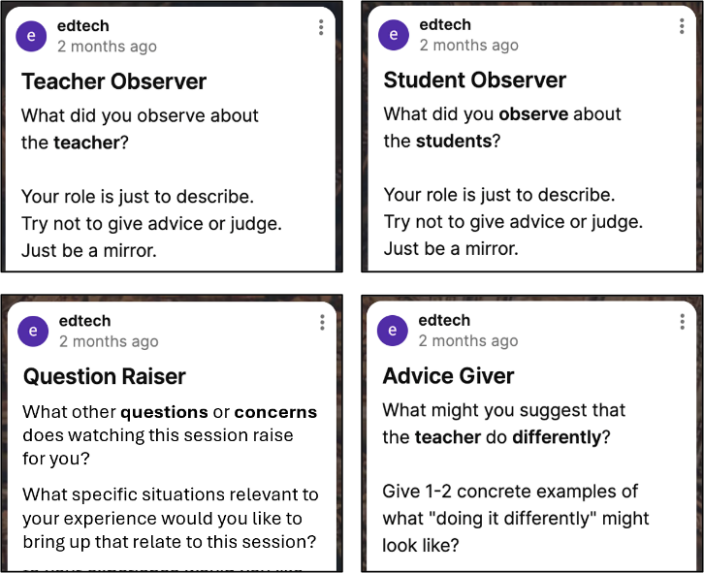 e
edtech
2 months ago
Teacher Observer
What did you observe about
the teacher?
Your role is just to describe.
Try not to give advice or judge.
Just be a mirror.
e
edtech
2 months ago
Student Observer
What did you observe about
the students?
Your role is just to describe.
Try not to give advice or judge.
Just be a mirror.
e
edtech
2 months ago
Question Raiser
What other questions or concerns
does watching this session raise
for you?
What specific situations relevant to
your experience would you like to
bring up that relate to this session?
e
edtech
2 months ago
Advice Giver
What might you suggest that
the teacher do differently?
Give 1-2 concrete examples of
what "doing it differently" might
look like?